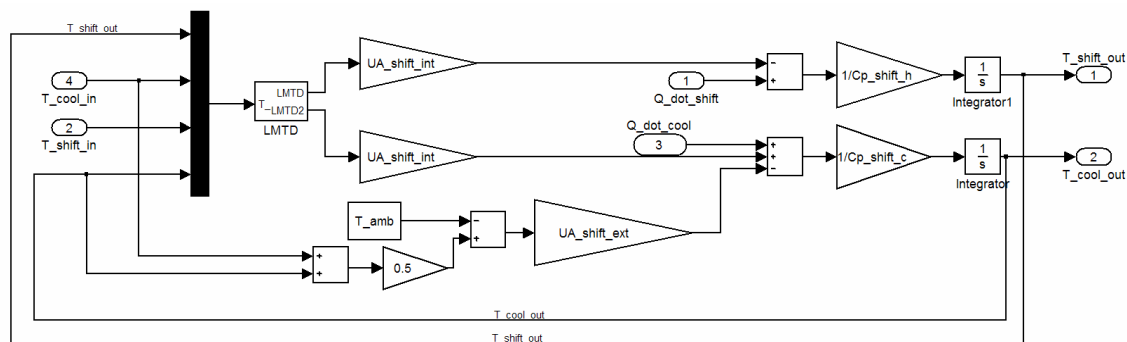 T_shift_out
4
T_cool_in
2
T_shift_in
T
LMTD
LMTD2
LMTD
UA_shift_int
UA_shift_int
T_amb
-
+
+
+
0.5
UA_shift_ext
-
+
1
Q_dot_shift
Q_dot_cool
3
+
+
-
1/Cp_shift_h
1/Cp_shift_c
1
s
Integrator1
1
s
Integrator
T_shift_out
1
2
T_cool_out
T_cool_out
T_shift_out